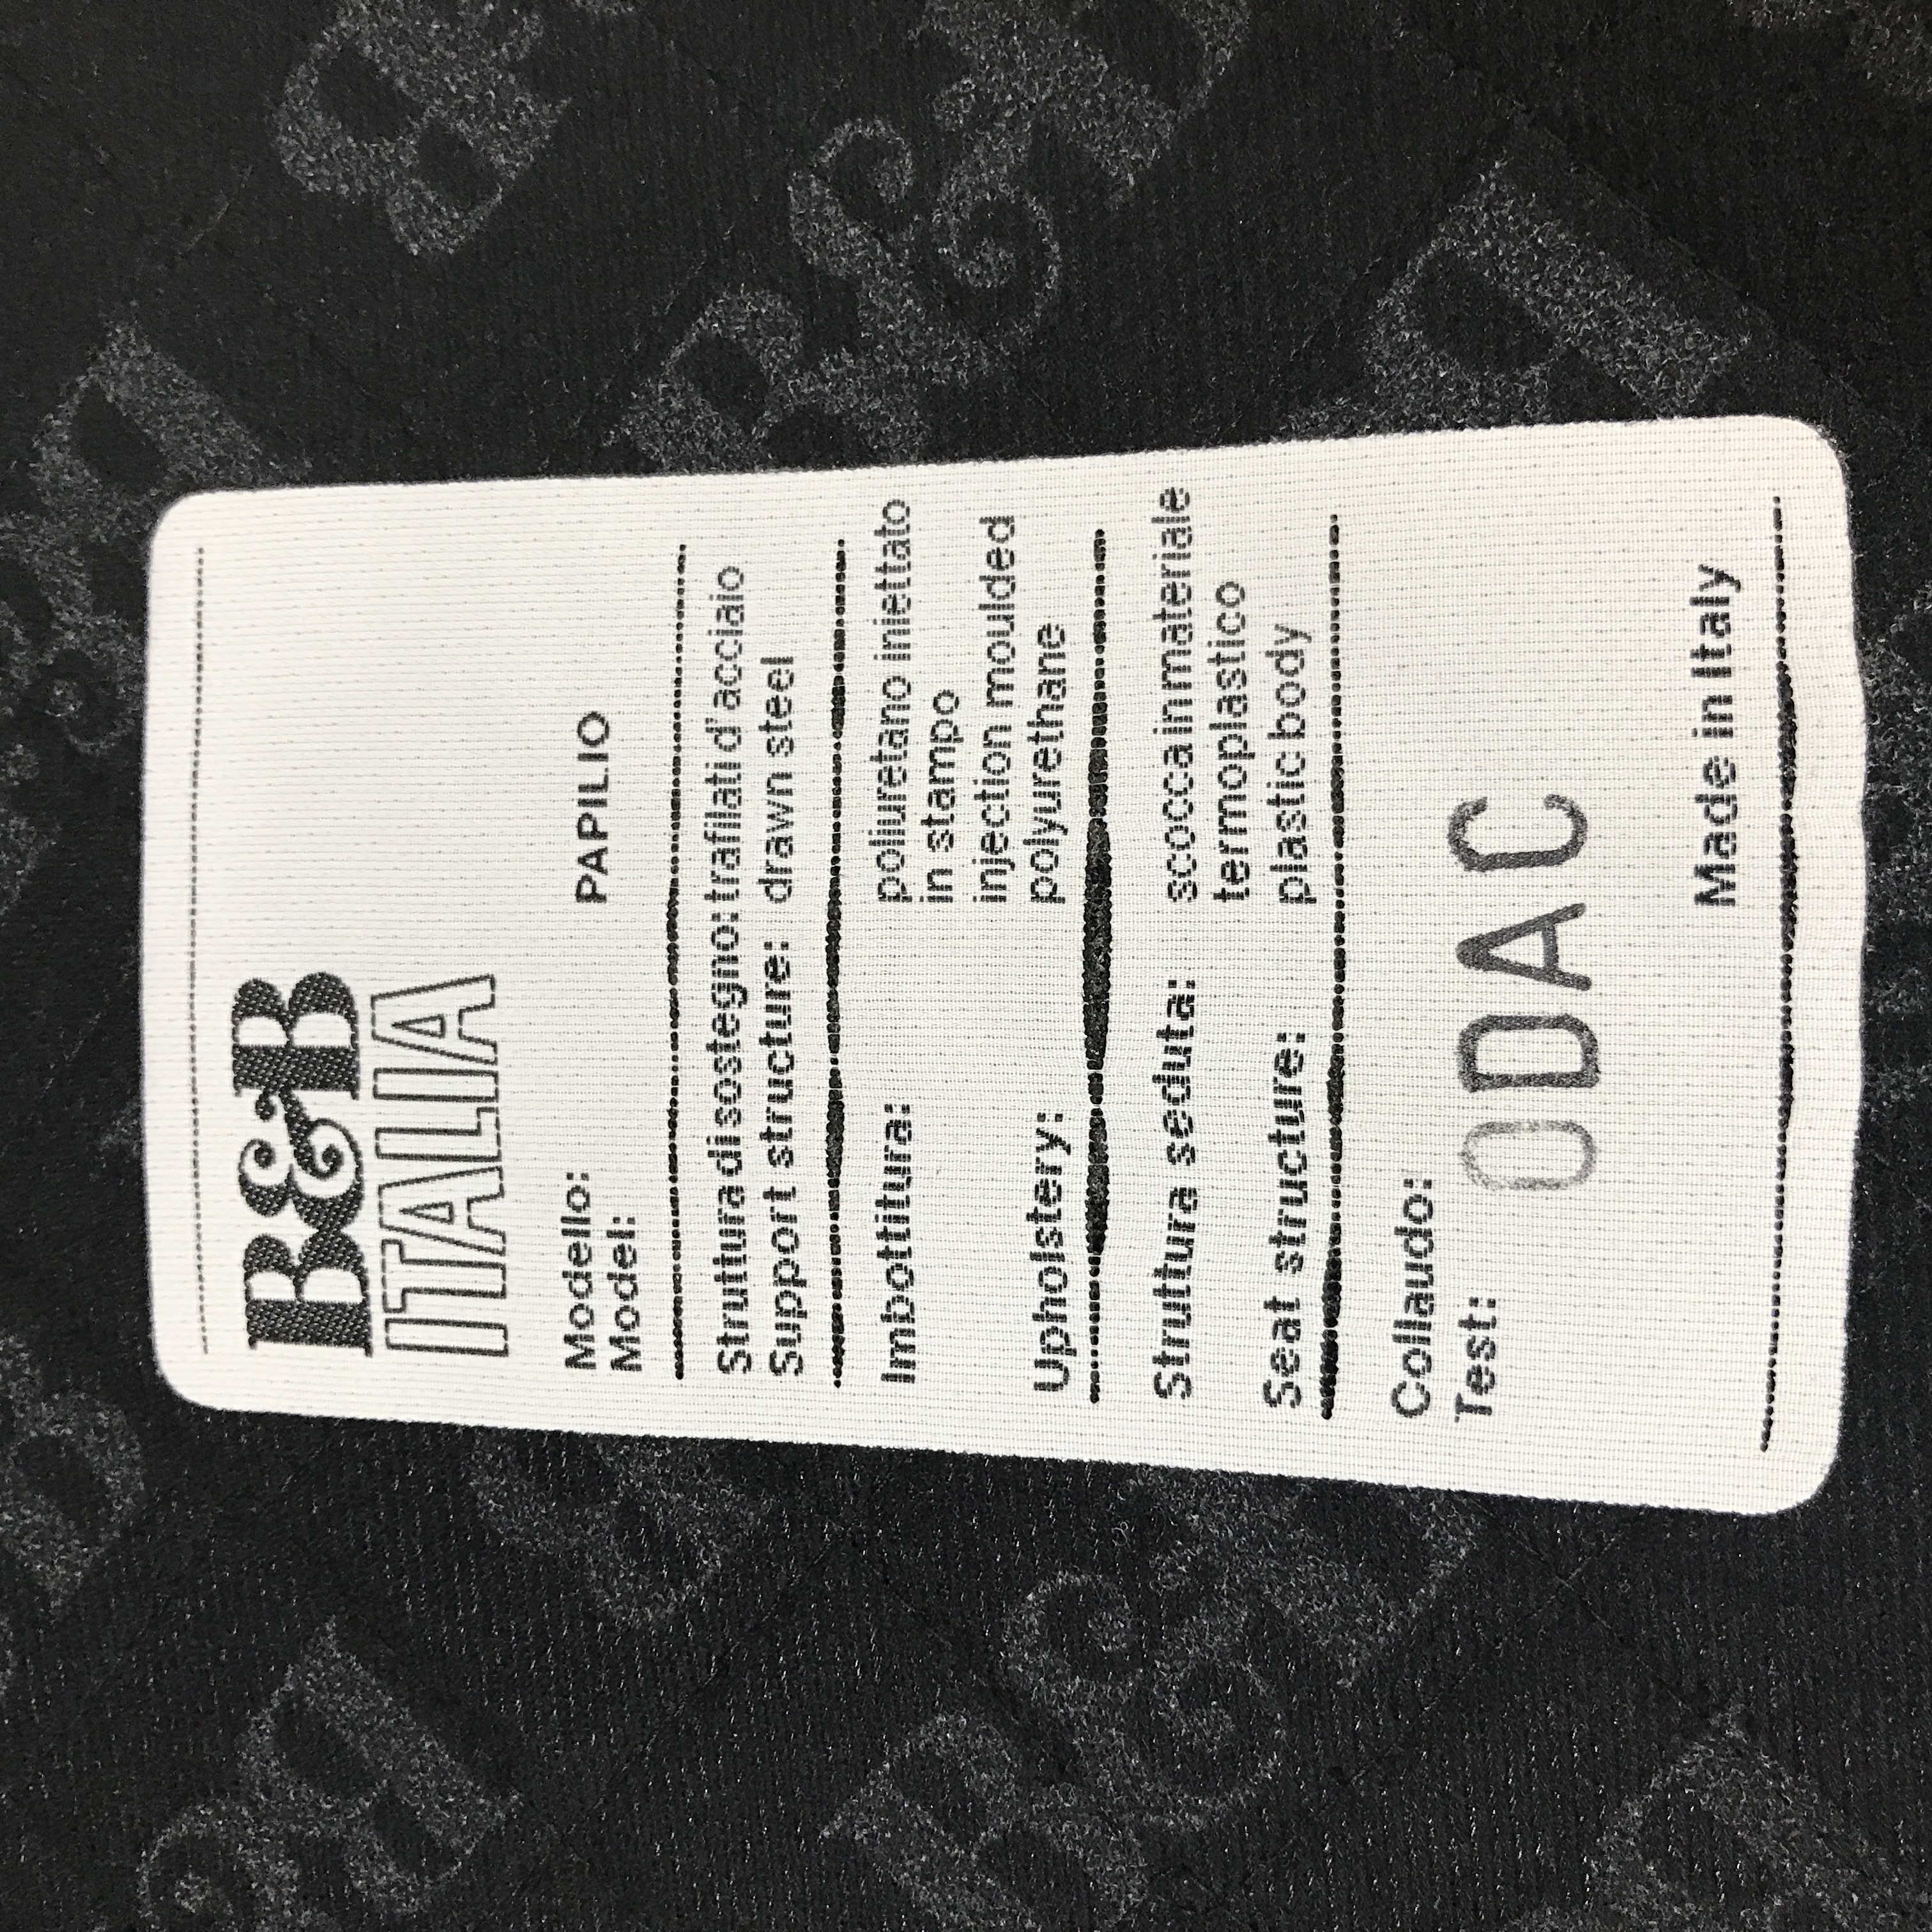 B&B
ITALIA
Modello: PAPILIO
Model:
Struttura di sostegno: trafilati d'acciaio
Support structure: drawn steel
Imbottitura: poliuretano iniettato
in stampo
injection moulded
Upholstery: polyurethane
Struttura seduta: scocca in materiale
termoplastico
Seat structure: plastic body
Collaudo:
Test:
0DAC
Made in Italy